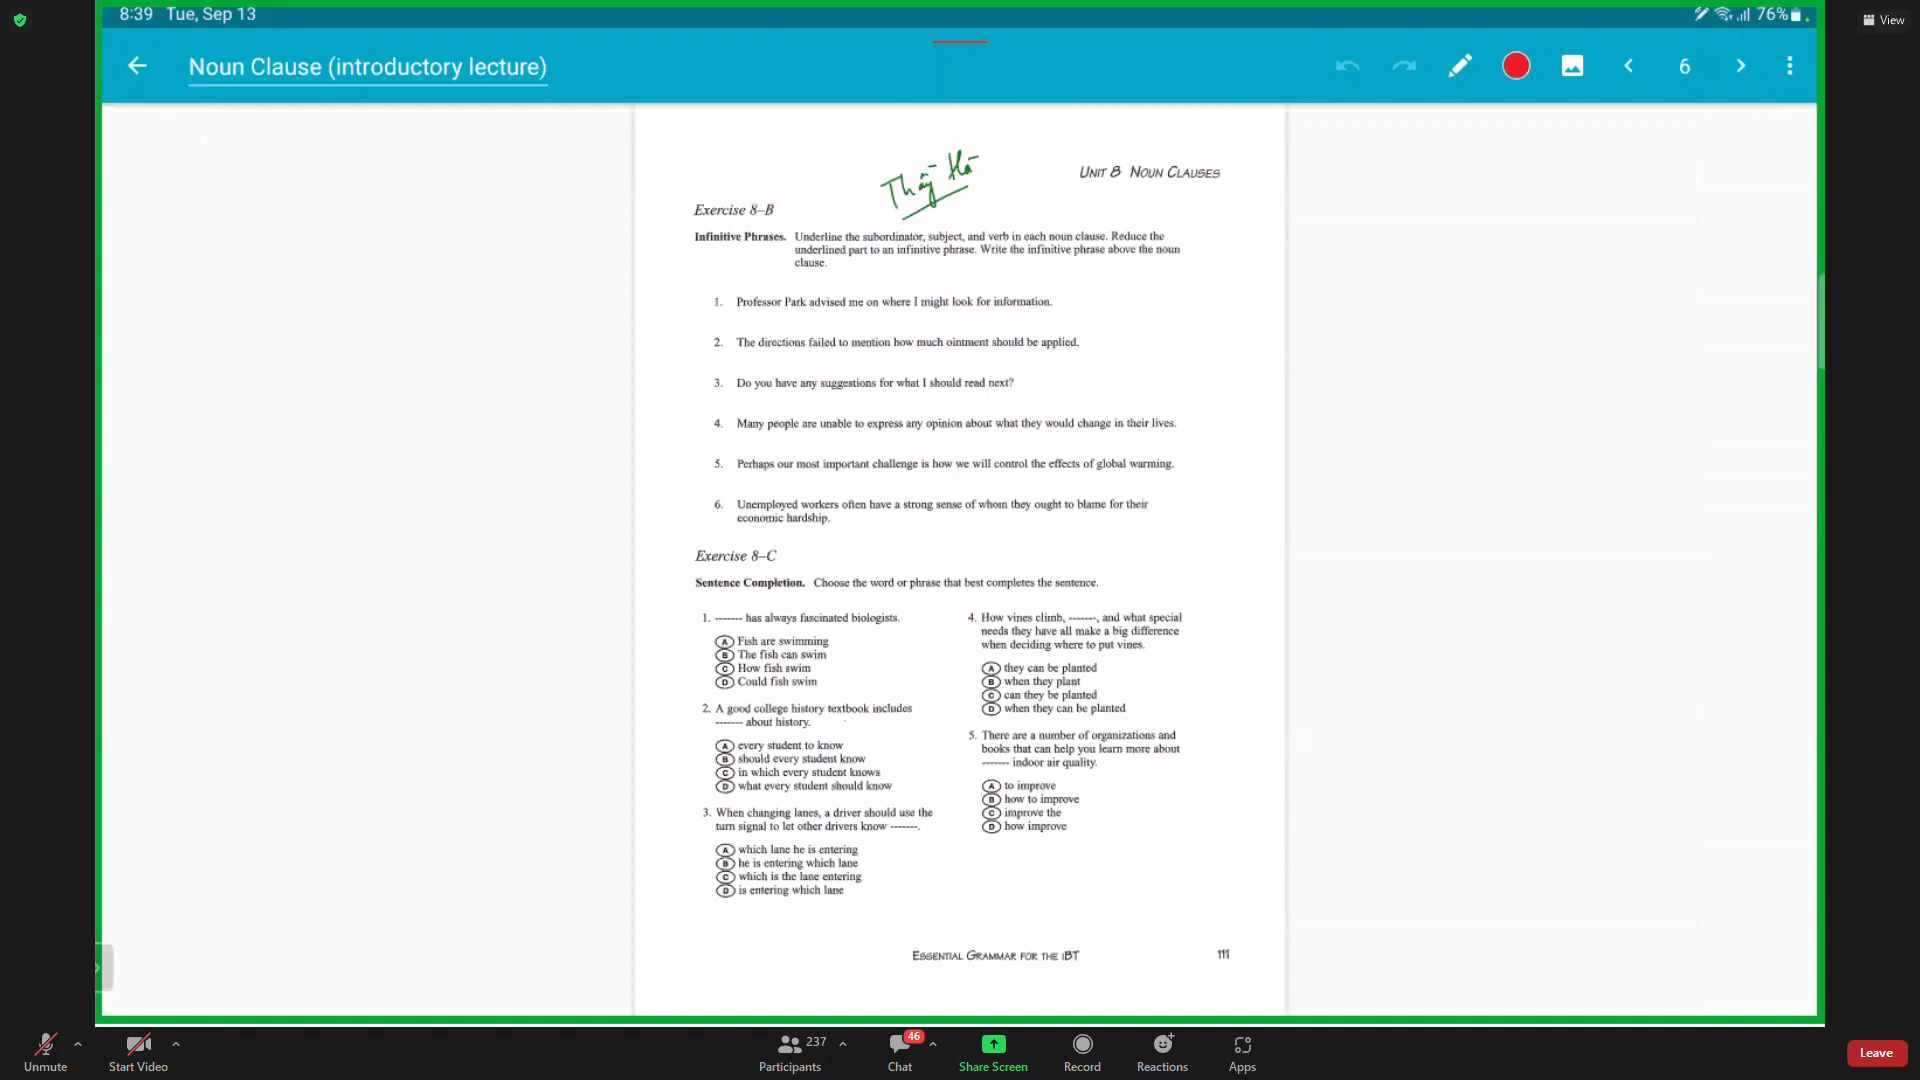 8:39 Tue, Sep 13
76%
View
Noun Clause (introductory lecture)
6
UNIT 8 NOUN CLAUSES
Exercise 8–B
Infinitive Phrases. Underline the subordinator, subject, and verb in each noun clause. Reduce the
underlined part to an infinitive phrase. Write the infinitive phrase above the noun
clause.
1. Professor Park advised me on where I might look for information.
2. The directions failed to mention how much ointment should be applied.
3. Do you have any suggestions for what I should read next?
4. Many people are unable to express any opinion about what they would change in their lives.
5. Perhaps our most important challenge is how we will control the effects of global warming.
6. Unemployed workers often have a strong sense of whom they ought to blame for their
economic hardship.
Exercise 8–C
Sentence Completion. Choose the word or phrase that best completes the sentence.
1. ------- has always fascinated biologists.
A Fish are swimming
B The fish can swim
C How fish swim
D Could fish swim
2. A good college history textbook includes
------- about history.
A every student to know
B should every student know
C in which every student knows
D what every student should know
3. When changing lanes, a driver should use the
turn signal to let other drivers know -------.
A which lane he is entering
B he is entering which lane
C which is the lane entering
D is entering which lane
4. How vines climb, -------, and what special
needs they have all make a big difference
when deciding where to put vines.
A they can be planted
B when they plant
C can they be planted
D when they can be planted
5. There are a number of organizations and
books that can help you learn more about
------- indoor air quality.
A to improve
B how to improve
C improve the
D how improve
ESSENTIAL GRAMMAR FOR THE iBT
111
Unmute
Start Video
237
Participants
46
Chat
Share Screen
Record
Reactions
Apps
Leave